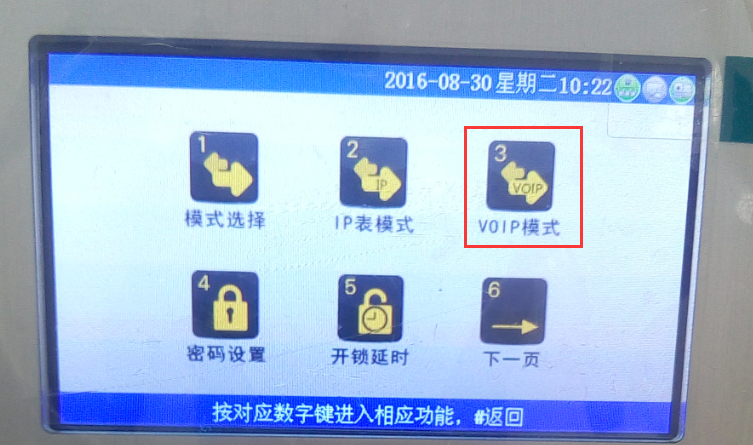 2016-08-30 星期二10:22
1
2
IP
3
VOIP
模式选择
IP表模式
VOIP模式
4
5
6
密码设置
开锁延时
下一页
按对应数字键进入相应功能，#返回